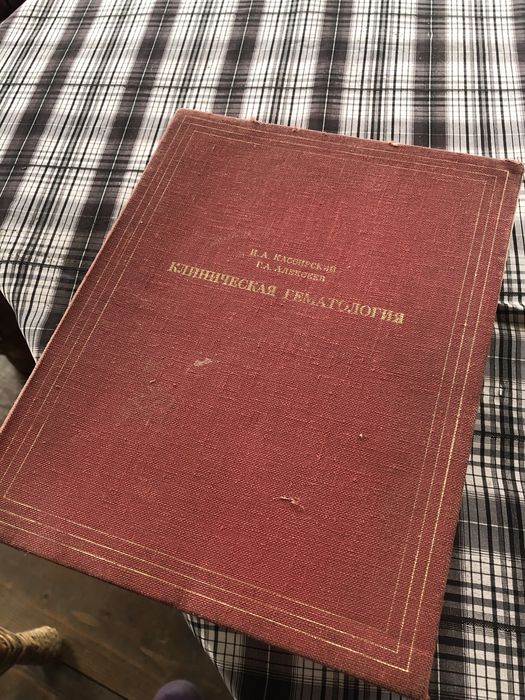 И. А. КАССИРСКИЙ
Г. А. АЛЕКСЕЕВ
КЛИНИЧЕСКАЯ ГЕМАТОЛОГИЯ